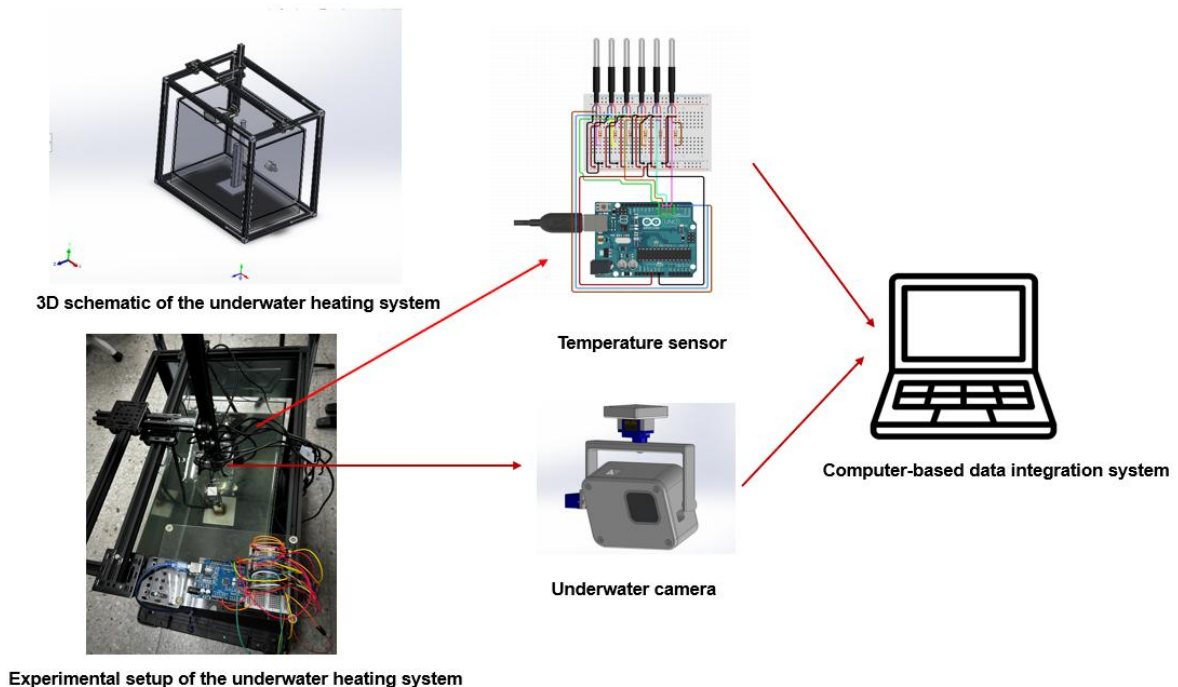 3D schematic of the underwater heating system
Temperature sensor
UNO
Underwater camera
Computer-based data integration system
Experimental setup of the underwater heating system